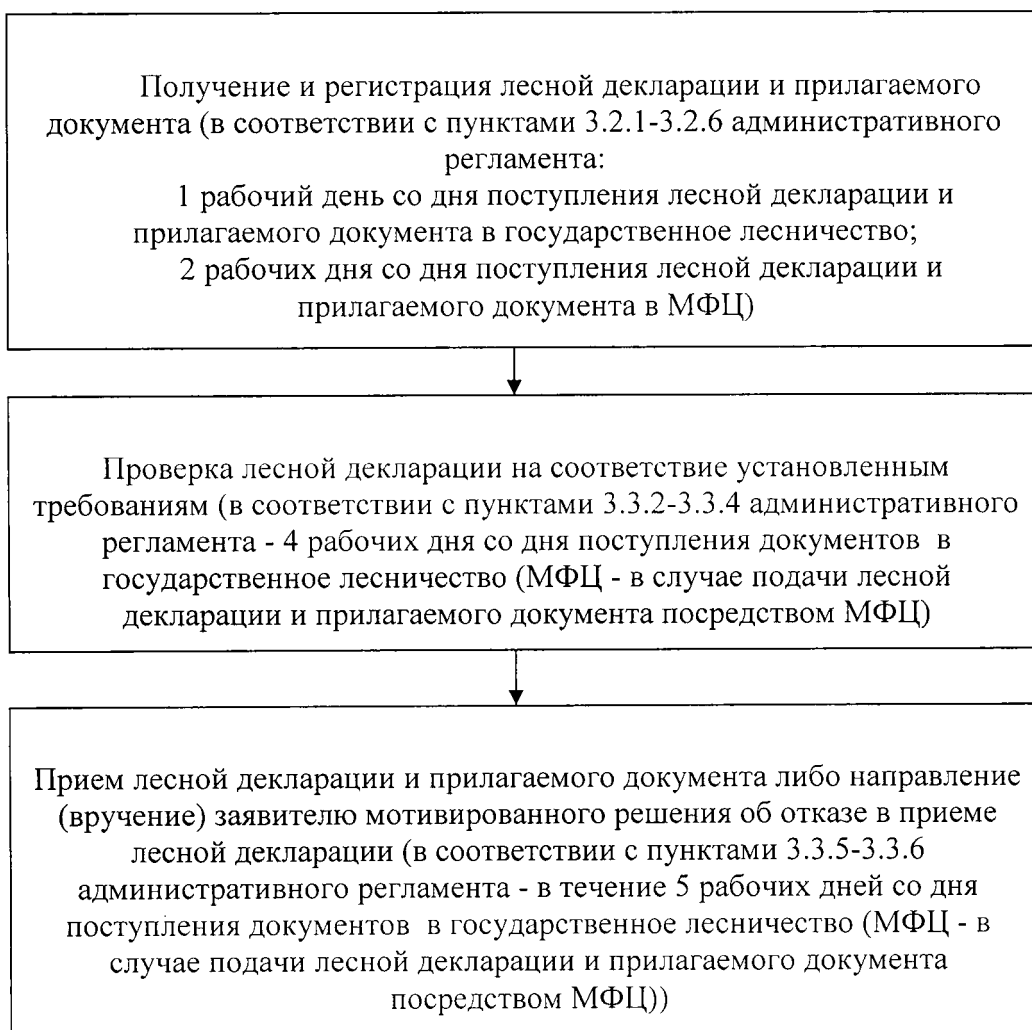 Получение и регистрация лесной декларации и прилагаемого
документа (в соответствии с пунктами 3.2.1-3.2.6 административного
регламента:
1 рабочий день со дня поступления лесной декларации и
прилагаемого документа в государственное лесничество;
2 рабочих дня со дня поступления лесной декларации и
прилагаемого документа в МФЦ)
Проверка лесной декларации на соответствие установленным
требованиям (в соответствии с пунктами 3.3.2-3.3.4 административного
регламента - 4 рабочих дня со дня поступления документов в
государственное лесничество (МФЦ - в случае подачи лесной
декларации и прилагаемого документа посредством МФЦ)
Прием лесной декларации и прилагаемого документа либо направление
(вручение) заявителю мотивированного решения об отказе в приеме
лесной декларации (в соответствии с пунктами 3.3.5-3.3.6
административного регламента - в течение 5 рабочих дней со дня
поступления документов в государственное лесничество (МФЦ - в
случае подачи лесной декларации и прилагаемого документа
посредством МФЦ))